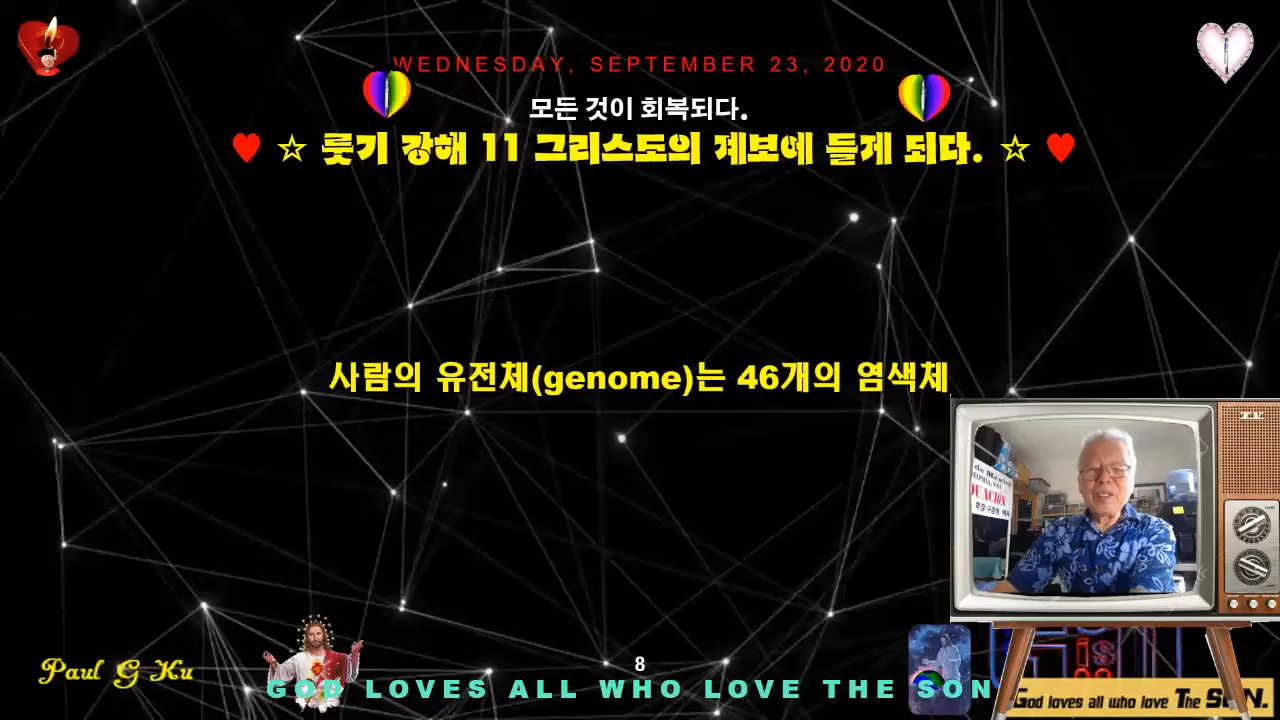 WEDNESDAY, SEPTEMBER 23, 2020
모든 것이 회복되다.
♥ ☆ 룻기 강해 11 그리스도의 계보에 들게 되다. ☆ ♥
사람의 유전체(genome)는 46개의 염색체
UACIÓN
Paul G Ku
8
GOD LOVES ALL WHO LOVE THE SON
is
God loves all who love The SON.